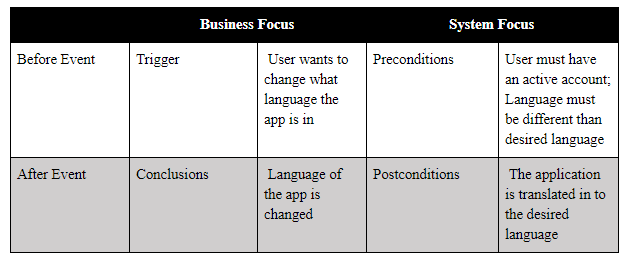 Business Focus
System Focus
Before Event
Trigger
User wants to
change what
language the
app is in
Preconditions
User must have
an active account;
Language must
be different than
desired language
After Event
Conclusions
Language of
the app is
changed
Postconditions
The application
is translated in to
the desired
language